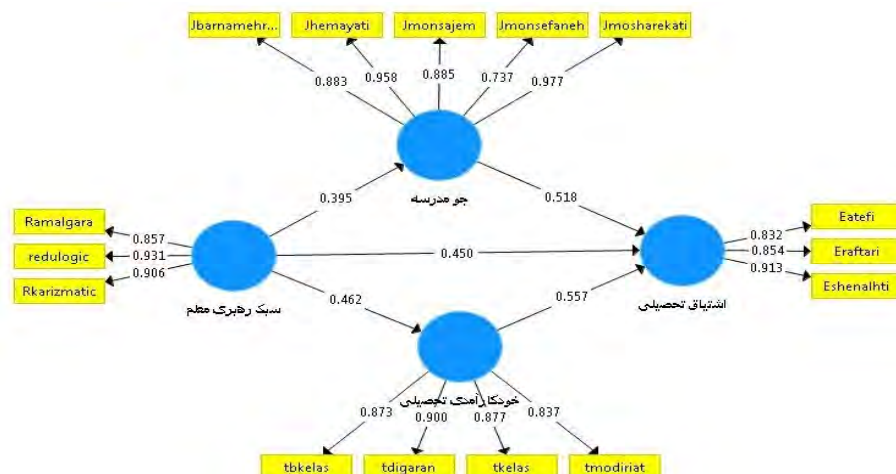 Jbarnamehr...
Jhemayati
Jmonsajem
Jmonsefaneh
Jmosharekati
0.883
0.958
0.885
0.737
0.977
جو مدرسه
0.395
0.518
Ramalgara
redulogic
Rkarizmatic
0.857
0.931
0.906
سبک رهبری معلم
0.450
Eatefi
Eraftari
Eshenalhti
0.832
0.854
0.913
اشتیاق تحصیلی
0.462
0.557
خودکارآمدی تحصیلی
0.873
0.900
0.877
0.837
tbkelas
tdigaran
tkelas
tmodiriat